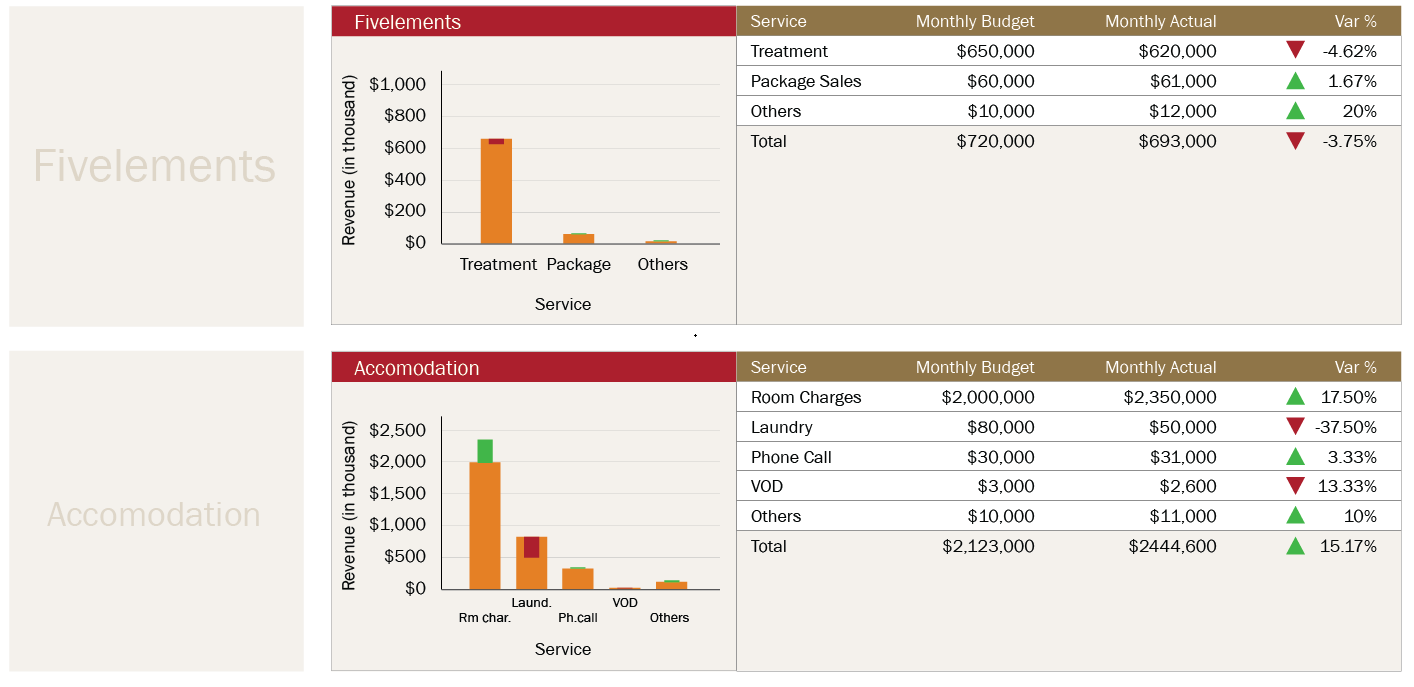 Fivelements
Fivelements
Revenue (in thousand)
$1,000
$800
$600
$400
$200
$0
Treatment Package Others
Service
Service Monthly Budget Monthly Actual Var %
Treatment $650,000 $620,000 -4.62%
Package Sales $60,000 $61,000 1.67%
Others $10,000 $12,000 20%
Total $720,000 $693,000 -3.75%
Accomodation
Accomodation
Revenue (in thousand)
$2,500
$2,000
$1,500
$1,000
$500
$0
Rm char. Laund. Ph.call VOD Others
Service
Service Monthly Budget Monthly Actual Var %
Room Charges $2,000,000 $2,350,000 17.50%
Laundry $80,000 $50,000 -37.50%
Phone Call $30,000 $31,000 3.33%
VOD $3,000 $2,600 13.33%
Others $10,000 $11,000 10%
Total $2,123,000 $2444,600 15.17%